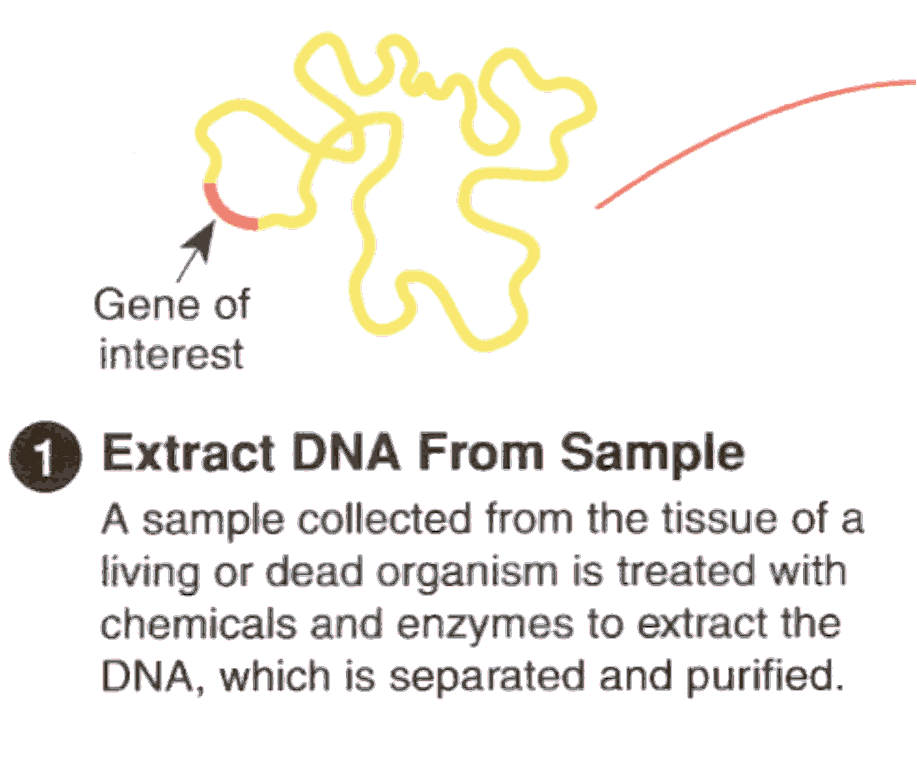 Gene of
interest
1 Extract DNA From Sample
A sample collected from the tissue of a
living or dead organism is treated with
chemicals and enzymes to extract the
DNA, which is separated and purified.